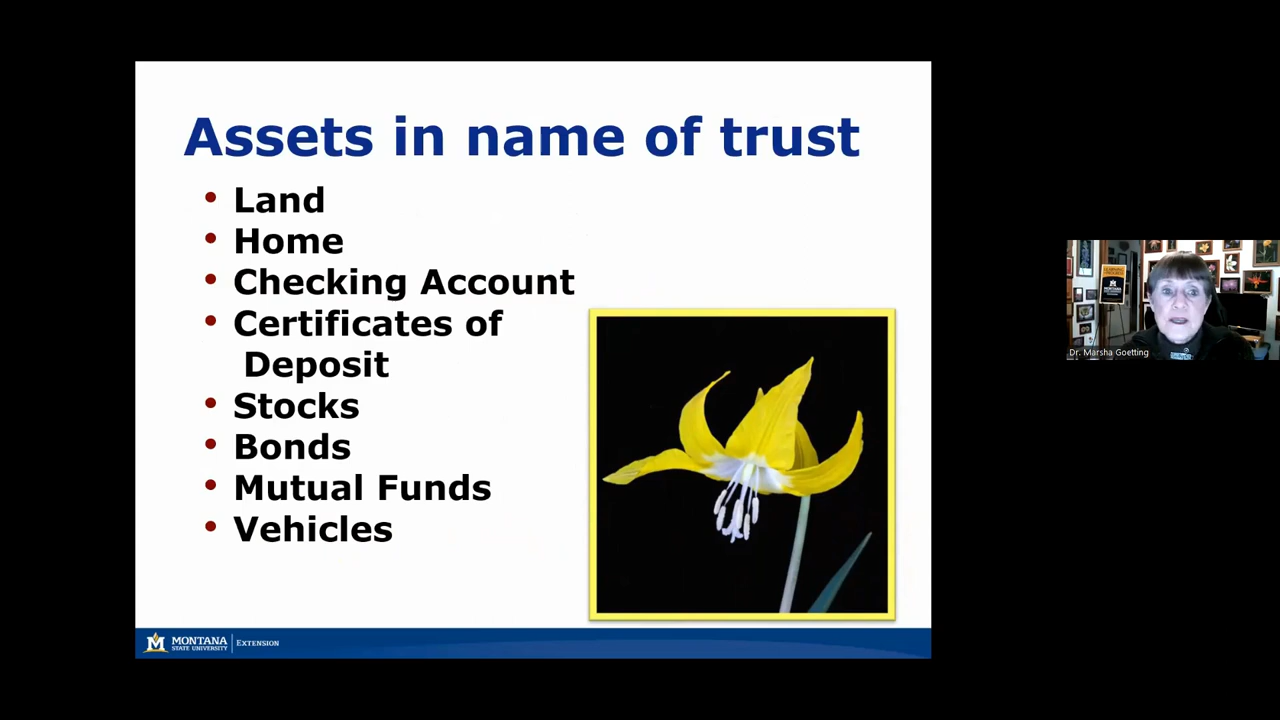 Assets in name of trust
• Land
• Home
• Checking Account
• Certificates of
Deposit
• Stocks
• Bonds
• Mutual Funds
• Vehicles
M MONTANA
STATE UNIVERSITY
EXTENSION
Dr. Marsha Goetting